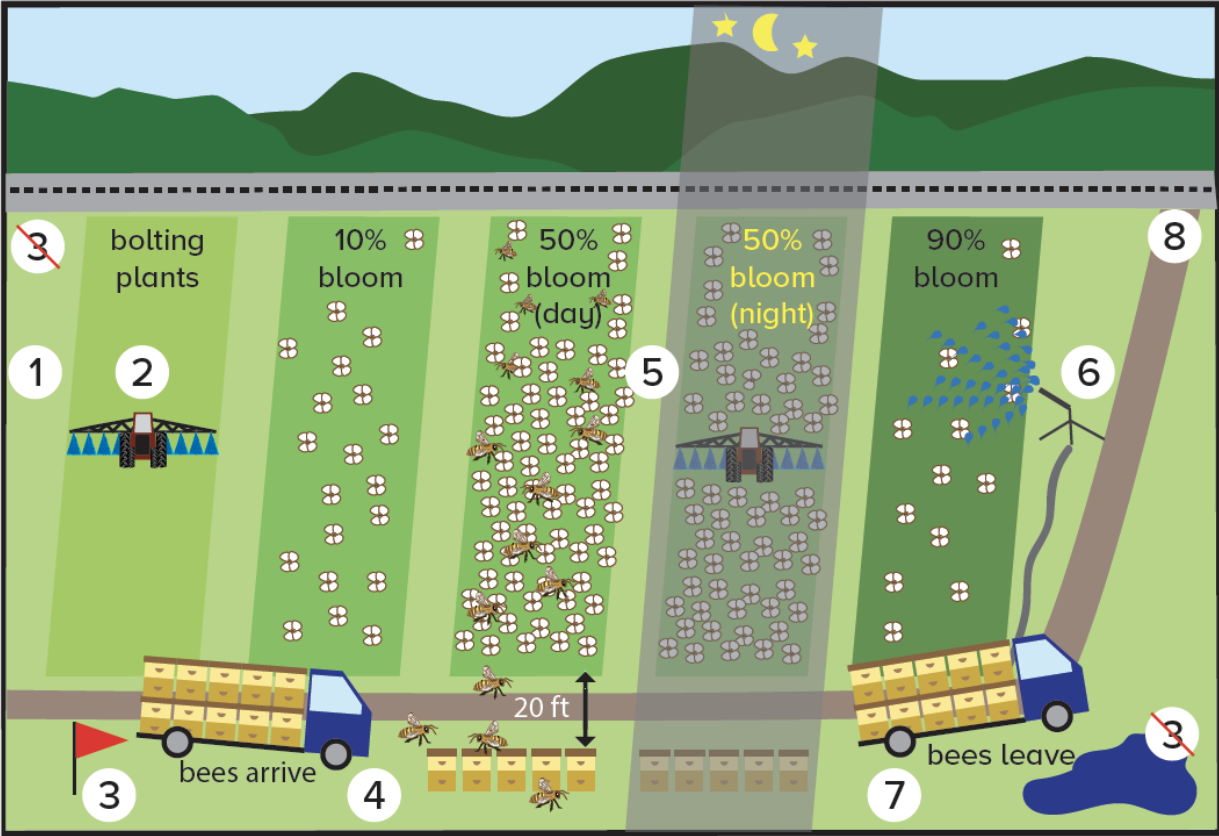 3
bolting
plants
10%
bloom
50%
bloom
(day)
50%
bloom
(night)
90%
bloom
8
1
2
5
6
20 ft
bees arrive
bees leave
3
3
4
7